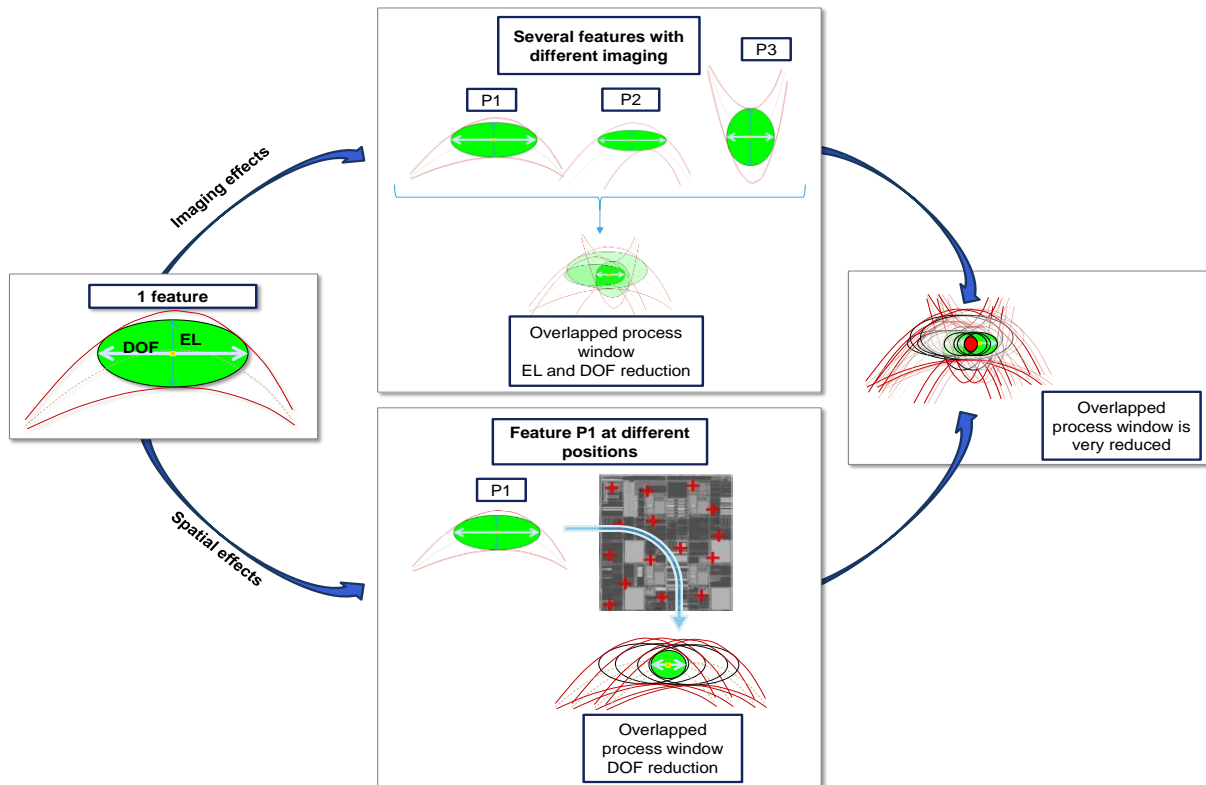 Several features with
different imaging
P1
P2
P3
Imaging effects
Overlapped process
window
EL and DOF reduction
1 feature
DOF
EL
Spatial effects
Feature P1 at different
positions
P1
Overlapped
process window
DOF reduction
Overlapped
process window is
very reduced